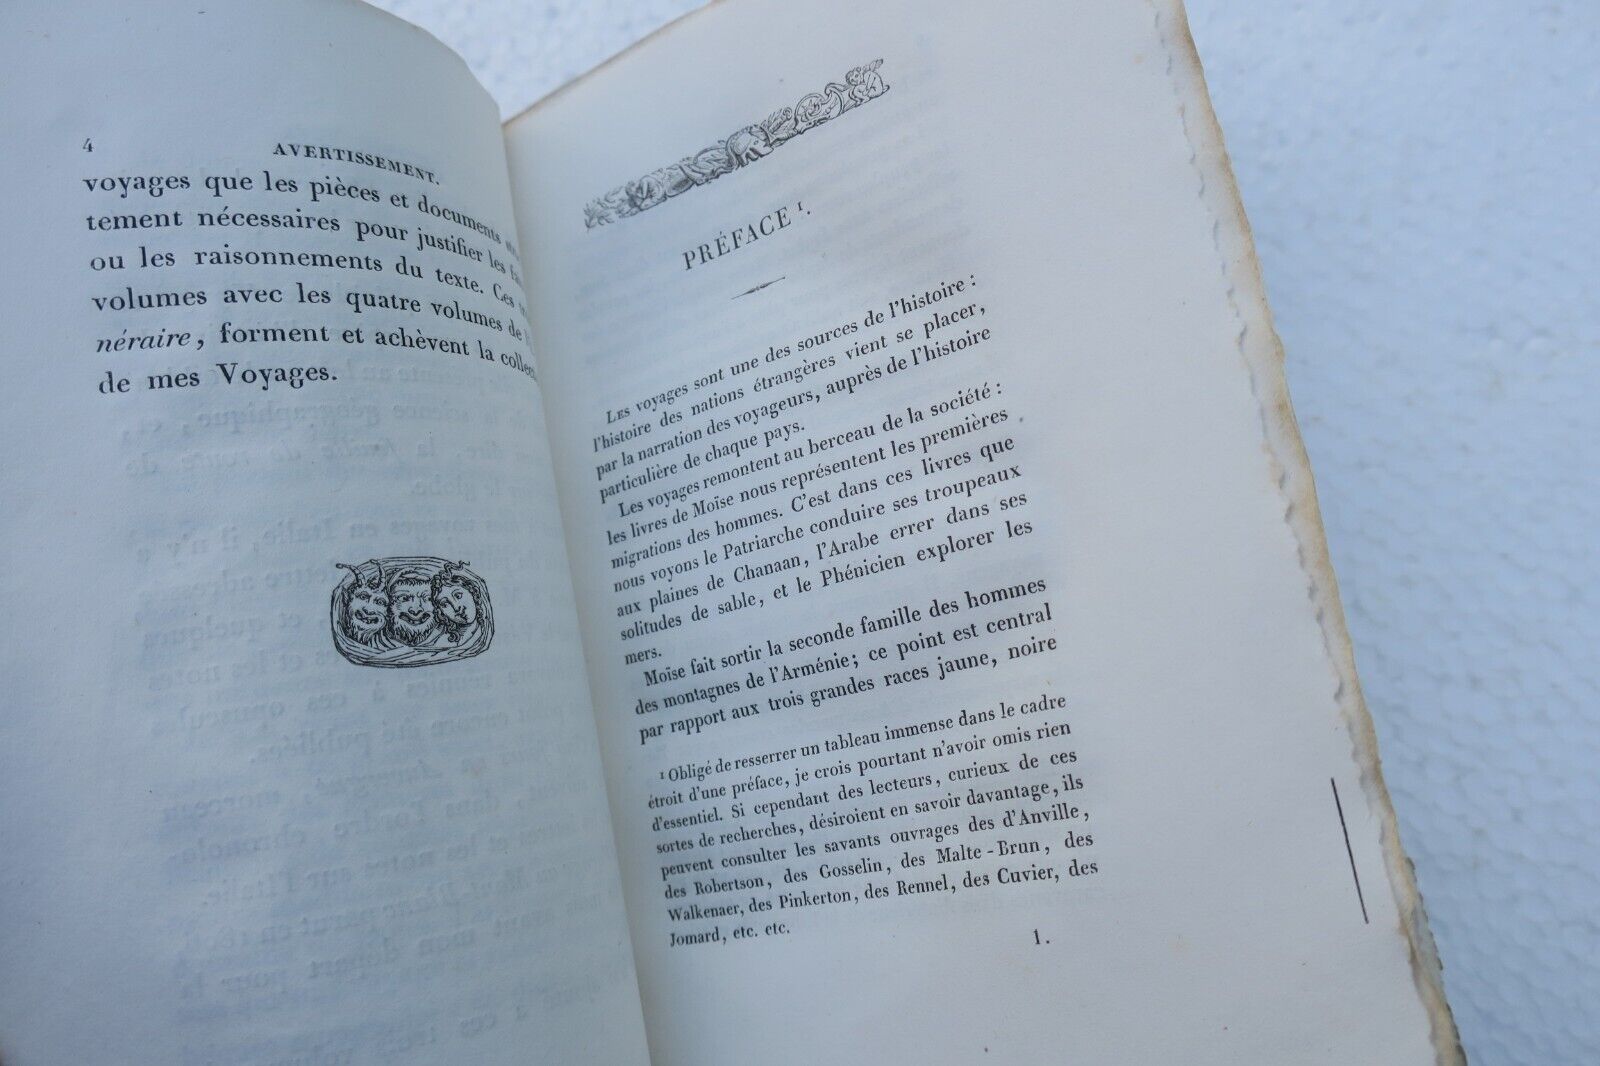 4
AVERTISSEMENT.
voyages que les pièces et documents
tement nécessaires pour justifier les
ou les raisonnements du texte. Ces
volumes avec les quatre volumes de
néraire, forment et achèvent la collect
de mes Voyages.
PRÉFACE 1.
Les voyages sont une des sources de l'histoire :
l'histoire des nations étrangères vient se placer,
par la narration des voyageurs, auprès de l'histoire
particulière de chaque pays.
Les voyages remontent au berceau de la société :
les livres de Moïse nous représentent les premières
migrations des hommes. C'est dans ces livres que
nous voyons le Patriarche conduire ses troupeaux
aux plaines de Chanaan, l'Arabe errer dans ses
solitudes de sable, et le Phénicien explorer les
mers.
Moïse fait sortir la seconde famille des hommes
des montagnes de l'Arménie; ce point est central
par rapport aux trois grandes races jaune, noire
1 Obligé de resserrer un tableau immense dans le cadre
étroit d'une préface, je crois pourtant n'avoir omis rien
d'essentiel. Si cependant des lecteurs, curieux de ces
sortes de recherches, désiroient en savoir davantage, ils
peuvent consulter les savants ouvrages des d'Anville,
des Robertson, des Gosselin, des Malte-Brun, des
Walkenaer, des Pinkerton, des Rennel, des Cuvier, des
Jomard, etc. etc.
1.